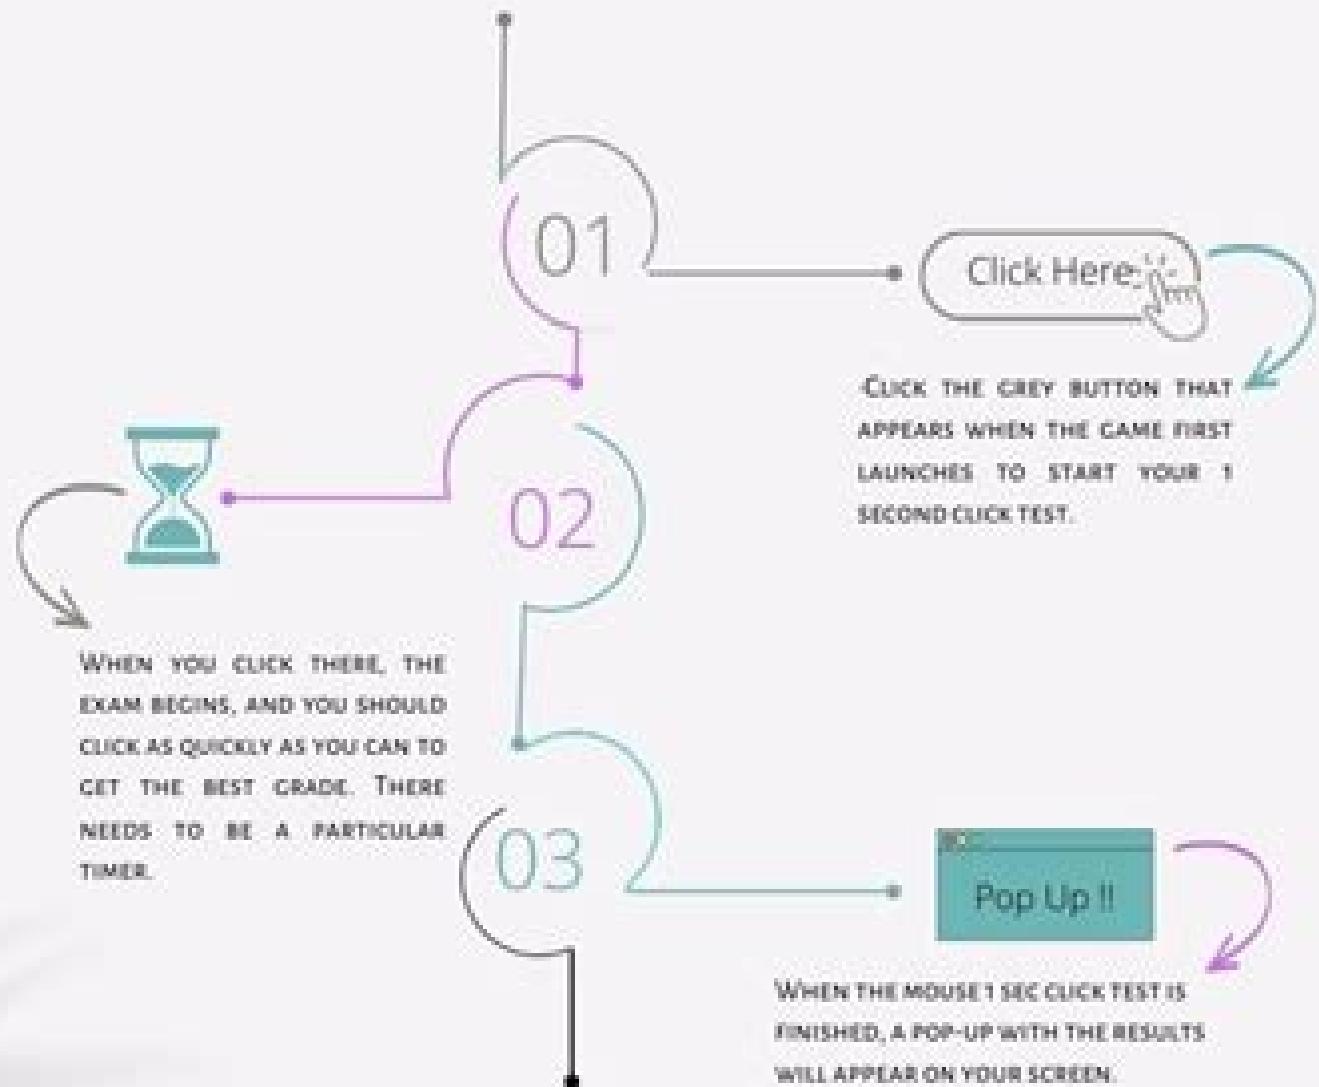 01
Click Here
CLICK THE GREY BUTTON THAT
APPEARS WHEN THE GAME FIRST
LAUNCHES TO START YOUR 1
SECOND CLICK TEST.
02
WHEN YOU CLICK THERE, THE
EXAM BEGINS, AND YOU SHOULD
CLICK AS QUICKLY AS YOU CAN TO
GET THE BEST GRADE. THERE
NEEDS TO BE A PARTICULAR
TIMER.
03
Pop Up !!
WHEN THE MOUSE 1 SEC CLICK TEST IS
FINISHED, A POP-UP WITH THE RESULTS
WILL APPEAR ON YOUR SCREEN.